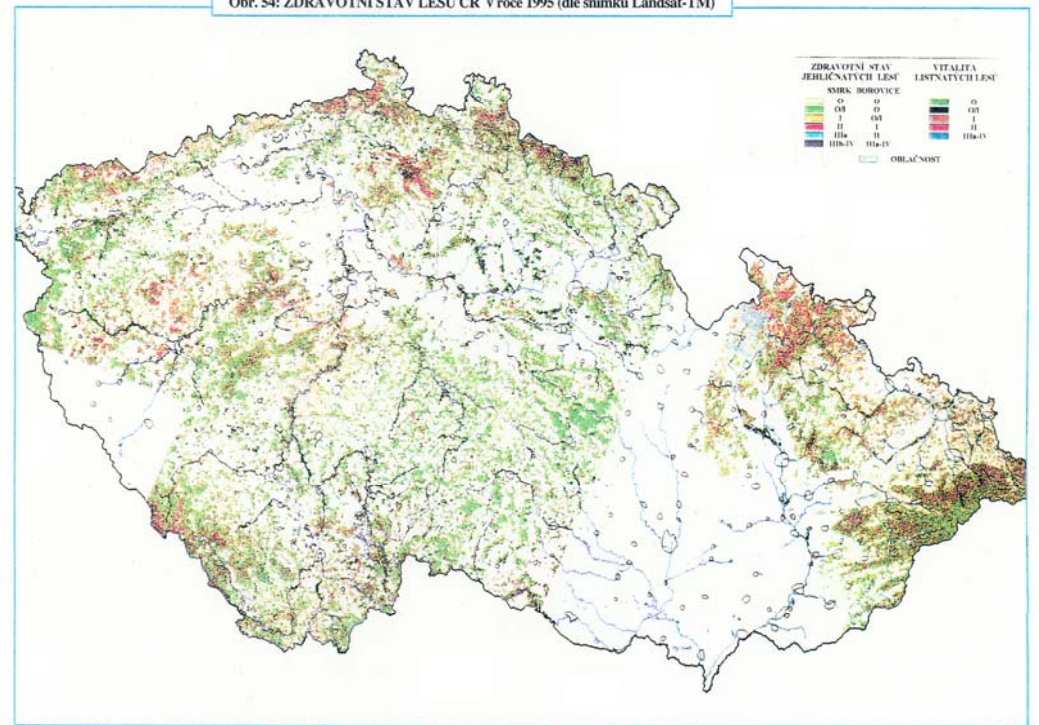 Obr. 54: ZDRAVOTNÍ STAV LESŮ ČR v roce 1995 (dle snímků Landsat-TM)
ZDRAVOTNÍ STAV JEHLIČNATÝCH LESŮ
SMRK BOROVICE
O O
O/I O
I O/I
II I
IIIa II
IIIb-IV IIIa-IV
VITALITA LISTNATÝCH LESŮ
O
O/I
I
II
IIIa-IV
OBLAČNOST